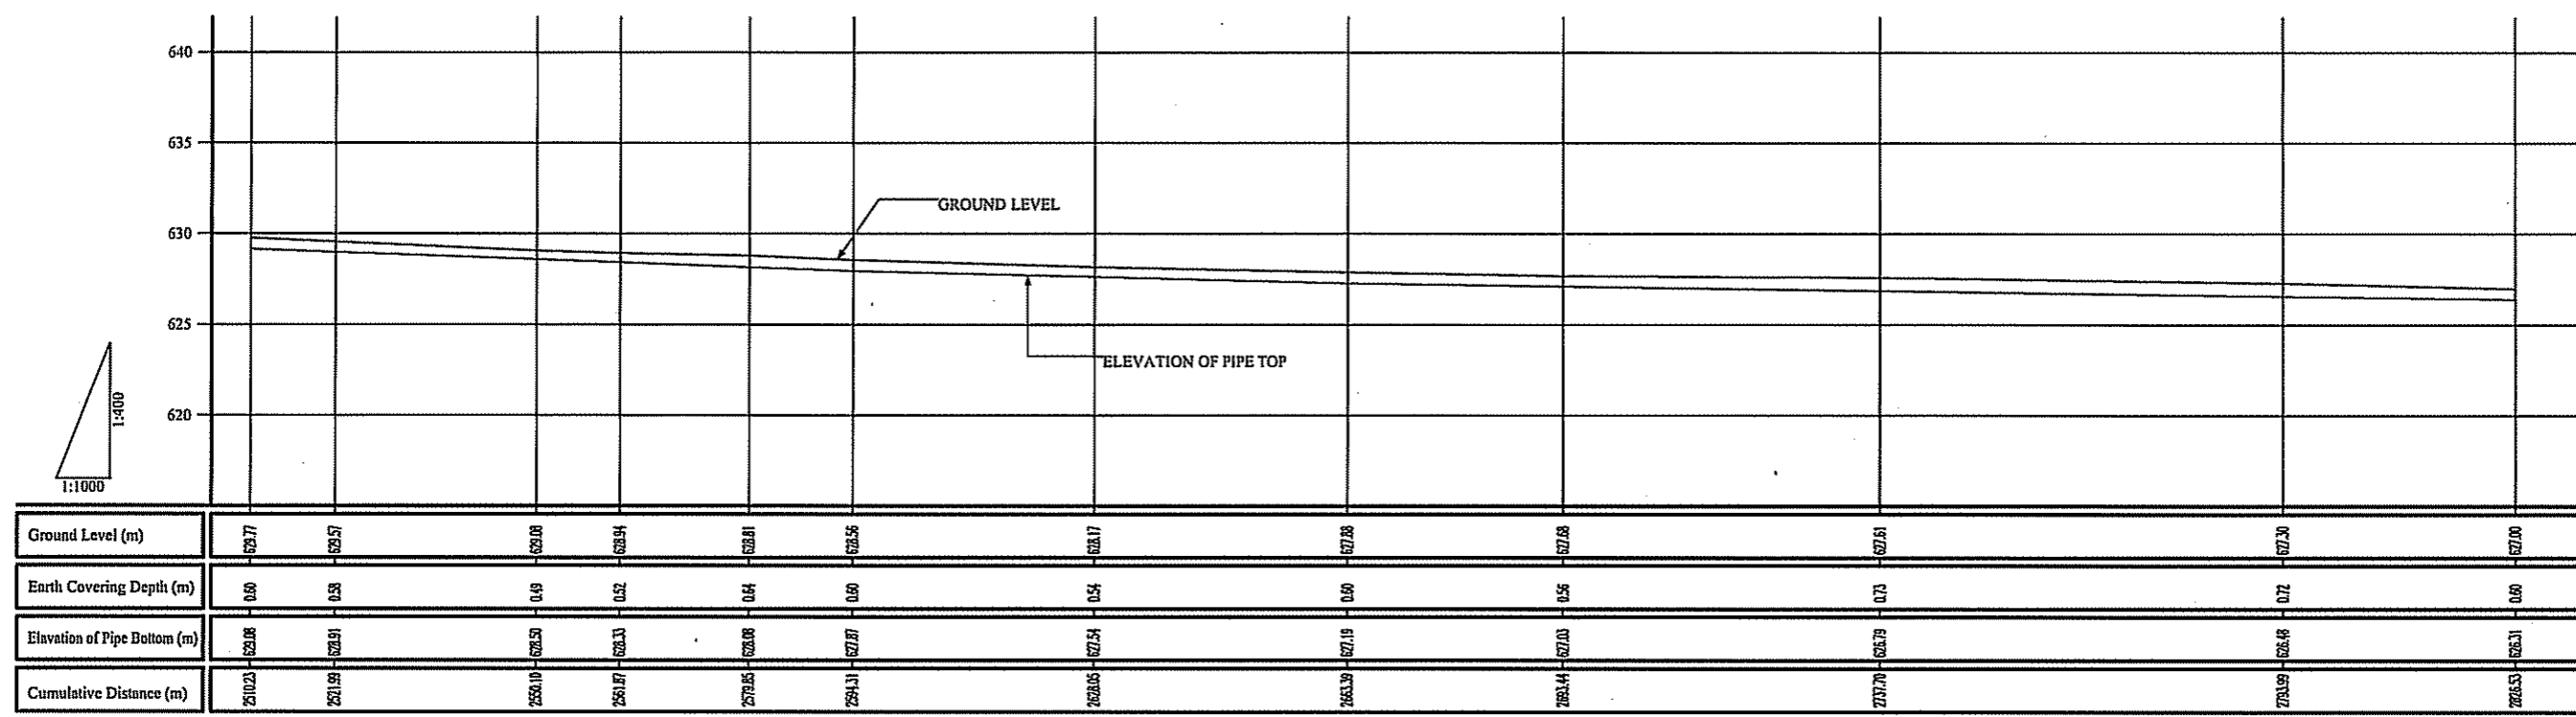 640
635
GROUND LEVEL
630
625
ELEVATION OF PIPE TOP
620
1:400
1:1000
Ground Level (m) 629.77 629.57 629.08 628.94 628.81 628.56 628.17 627.88 627.68 627.61 627.30 627.00
Earth Covering Depth (m) 0.60 0.58 0.49 0.52 0.64 0.60 0.54 0.60 0.56 0.73 0.72 0.60
Elavation of Pipe Bottom (m) 629.08 628.91 628.50 628.33 628.08 627.87 627.54 627.19 627.03 626.79 626.48 626.31
Cumulative Distance (m) 2510.23 2521.99 2550.10 2561.87 2579.85 2594.31 2628.05 2663.39 2693.44 2737.70 2793.99 2826.53